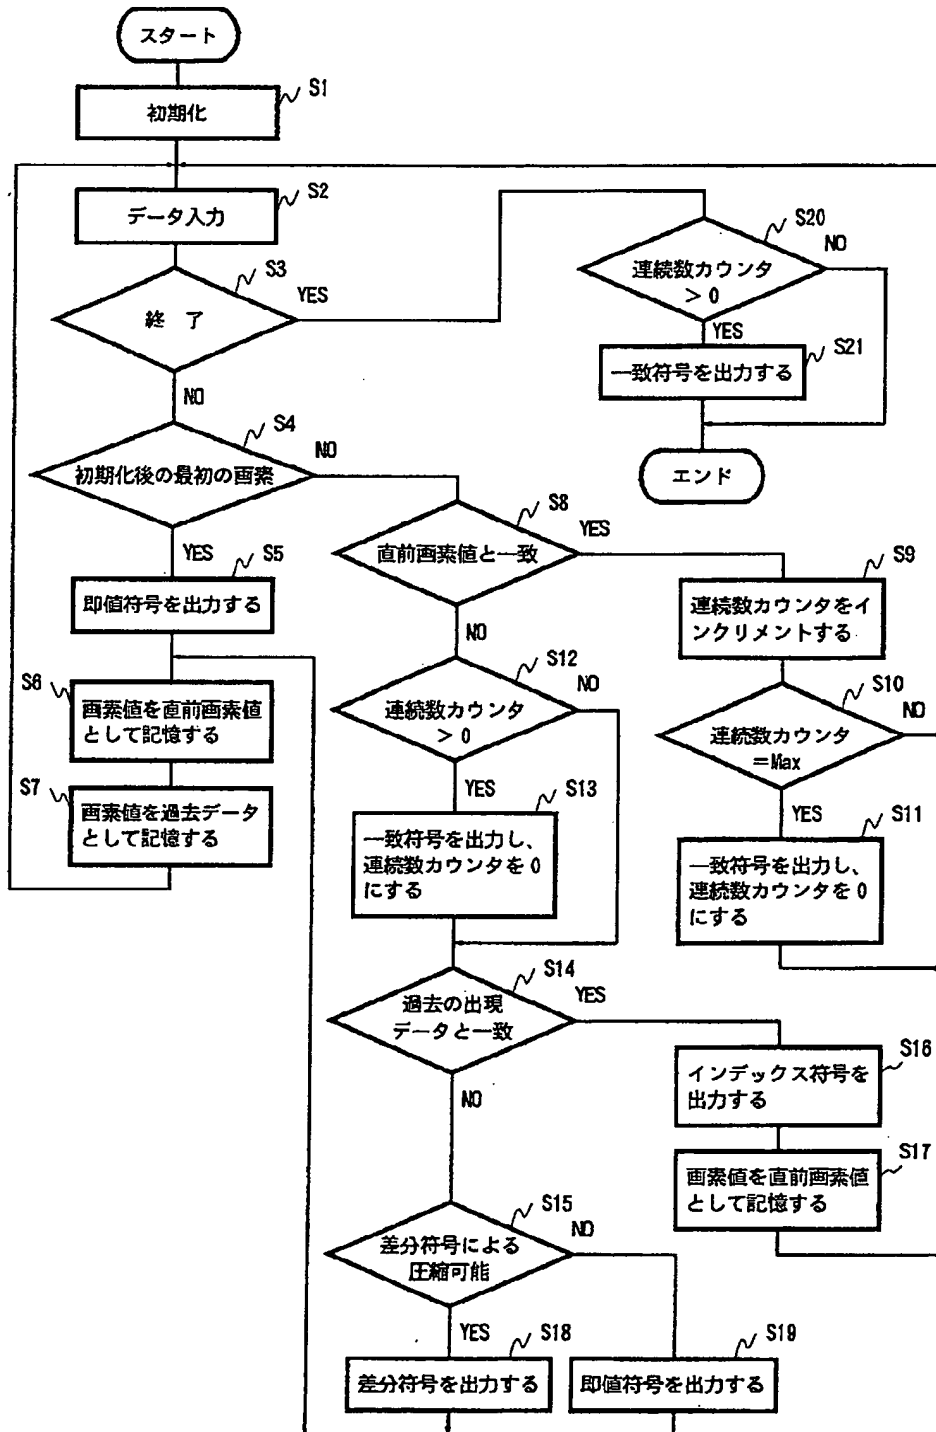 スタート
S1
初期化
S2
データ入力
S3
終 了
YES
NO
S20
連続数カウンタ
> 0
NO
YES
S21
一致符号を出力する
エンド
S4
初期化後の最初の画素
NO
YES
S5
即値符号を出力する
S6
画素値を直前画素値
として記憶する
S7
画素値を過去データ
として記憶する
S8
直前画素値と一致
YES
NO
S9
連続数カウンタをイ
ンクリメントする
S10
連続数カウンタ
=Max
NO
YES
S11
一致符号を出力し、
連続数カウンタを0
にする
S12
連続数カウンタ
> 0
NO
YES
S13
一致符号を出力し、
連続数カウンタを0
にする
S14
過去の出現
データと一致
YES
NO
S16
インデックス符号を
出力する
S17
画素値を直前画素値
として記憶する
S15
差分符号による
圧縮可能
NO
YES
S18
差分符号を出力する
S19
即値符号を出力する